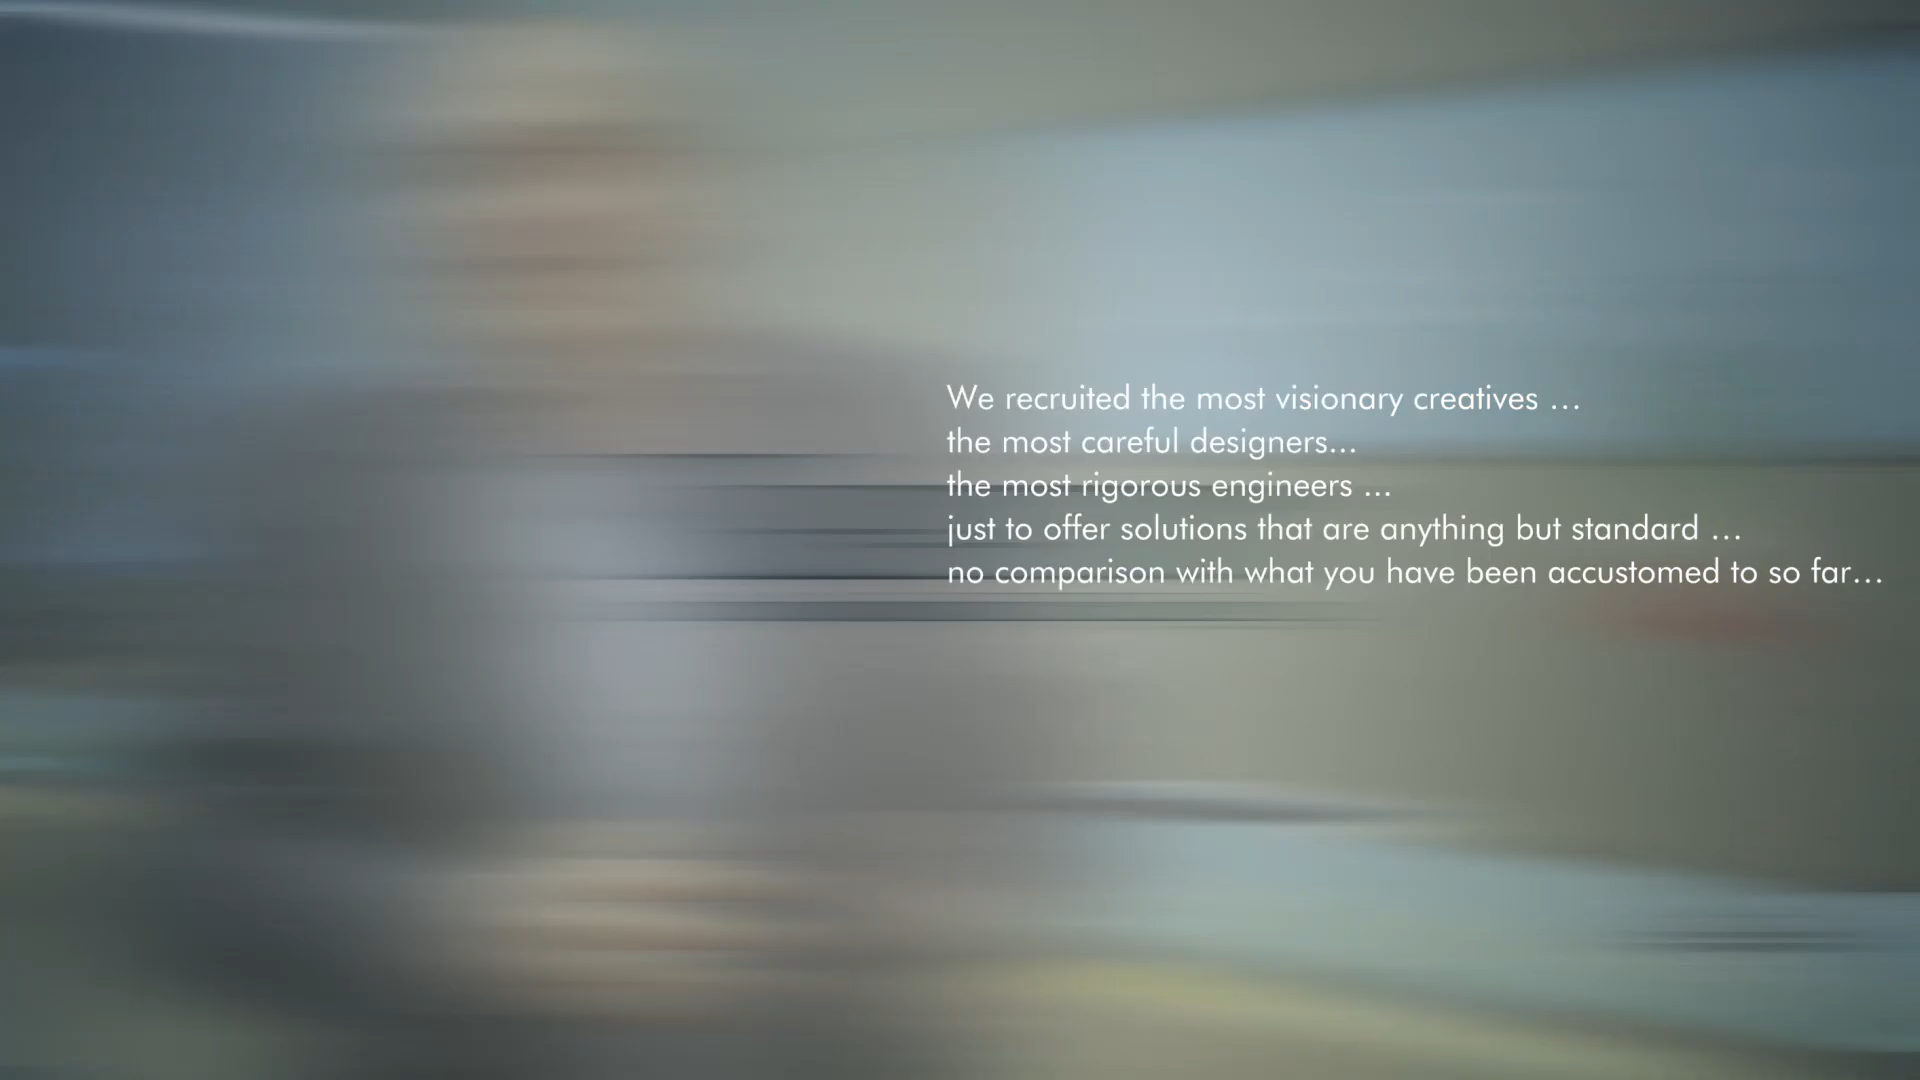 We recruited the most visionary creatives …
the most careful designers...
the most rigorous engineers ...
just to offer solutions that are anything but standard …
no comparison with what you have been accustomed to so far…